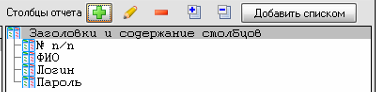 Столбцы отчета Добавить списком
Заголовки и содержание столбцов
№ п/п
ФИО
Логин
Пароль